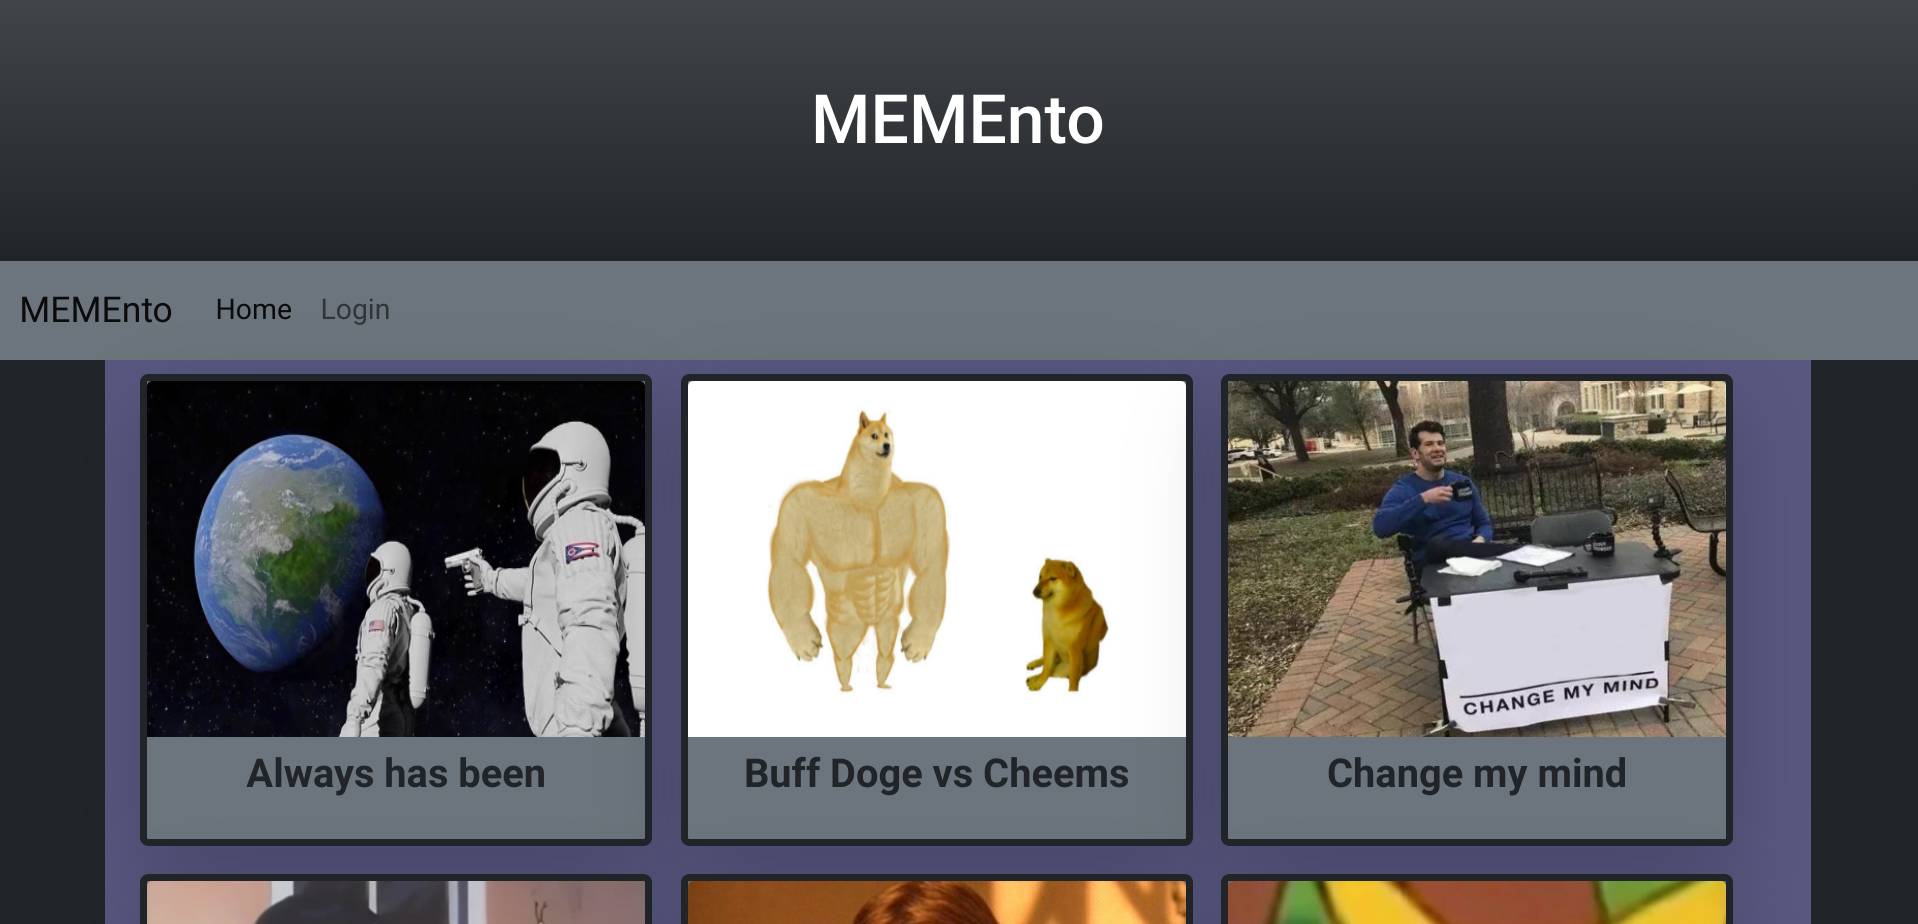 MEMEnto
MEMEnto Home Login
CHANGE MY MIND
Always has been
Buff Doge vs Cheems
Change my mind